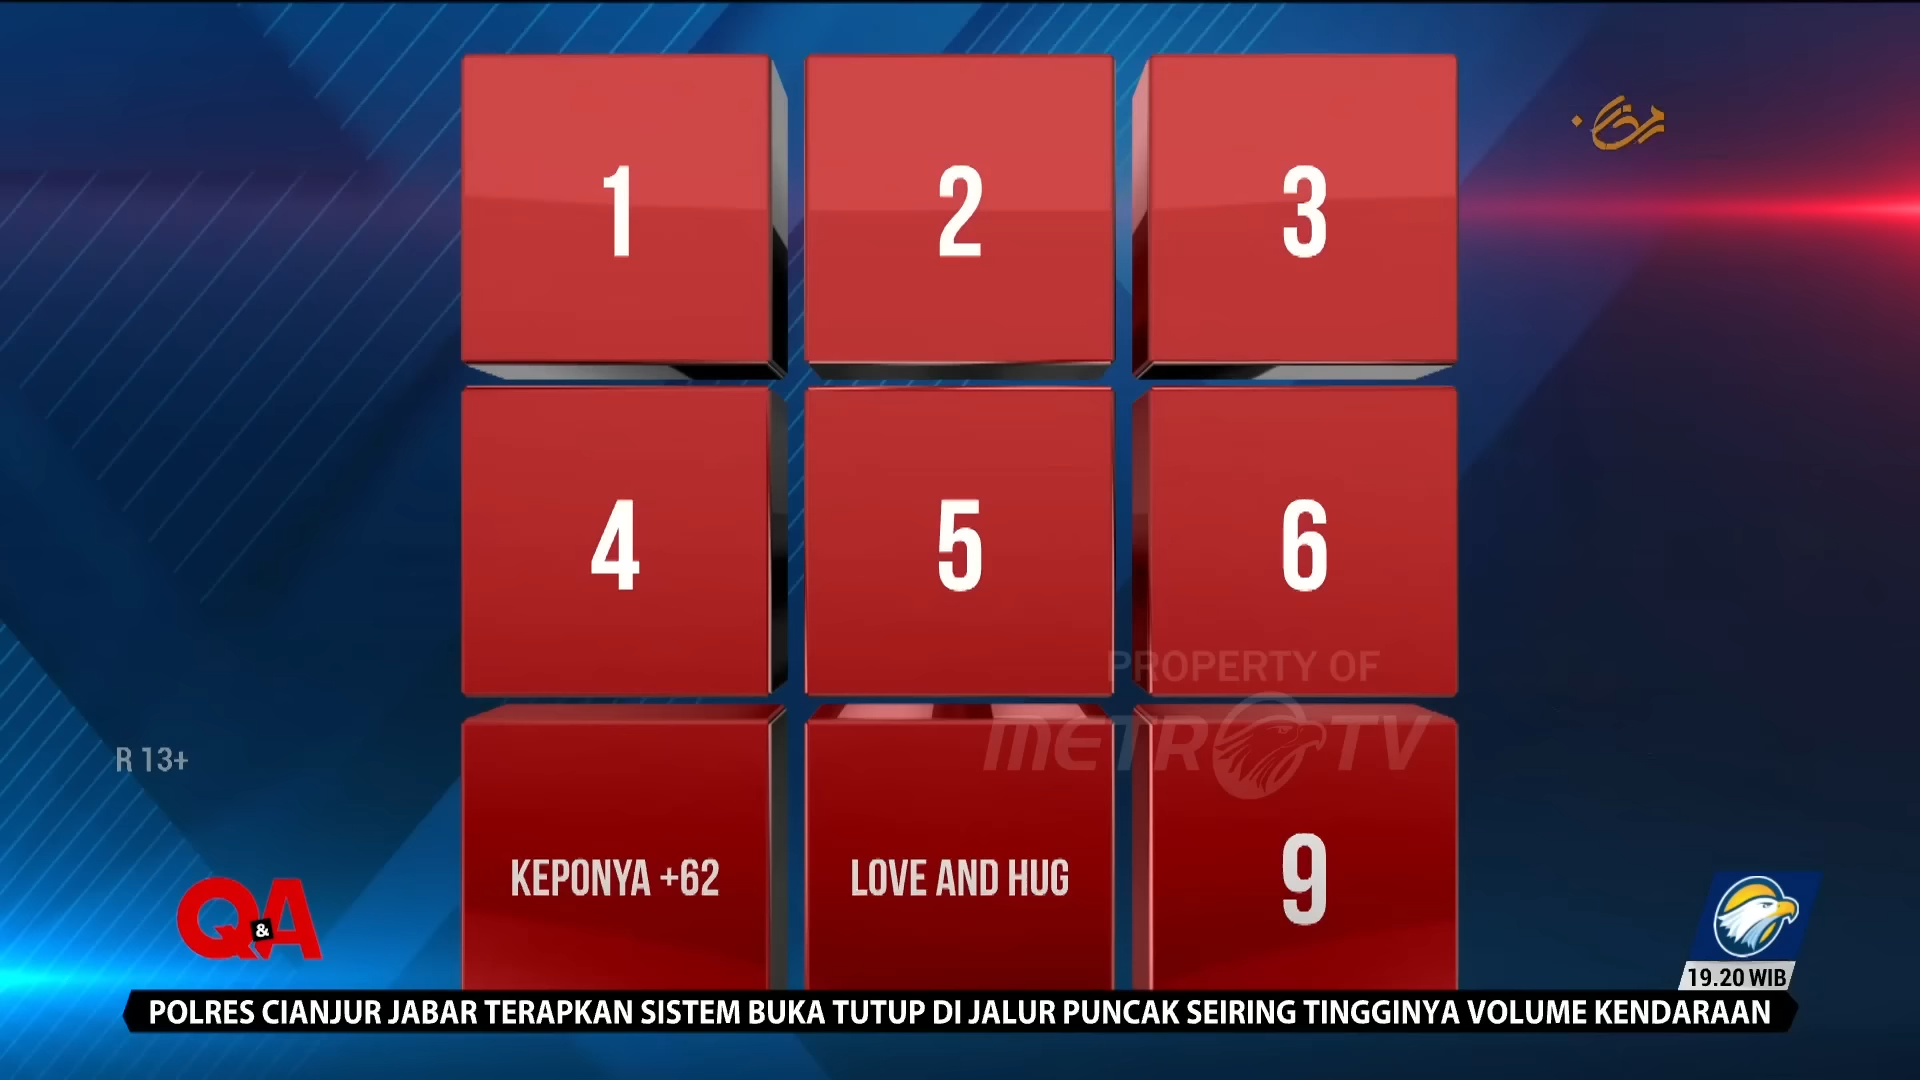 1
2
3
4
5
6
PROPERTY OF
METRO TV
KEPONYA +62
LOVE AND HUG
9
R 13+
Q&A
19.20 WIB
POLRES CIANJUR JABAR TERAPKAN SISTEM BUKA TUTUP DI JALUR PUNCAK SEIRING TINGGINYA VOLUME KENDARAAN